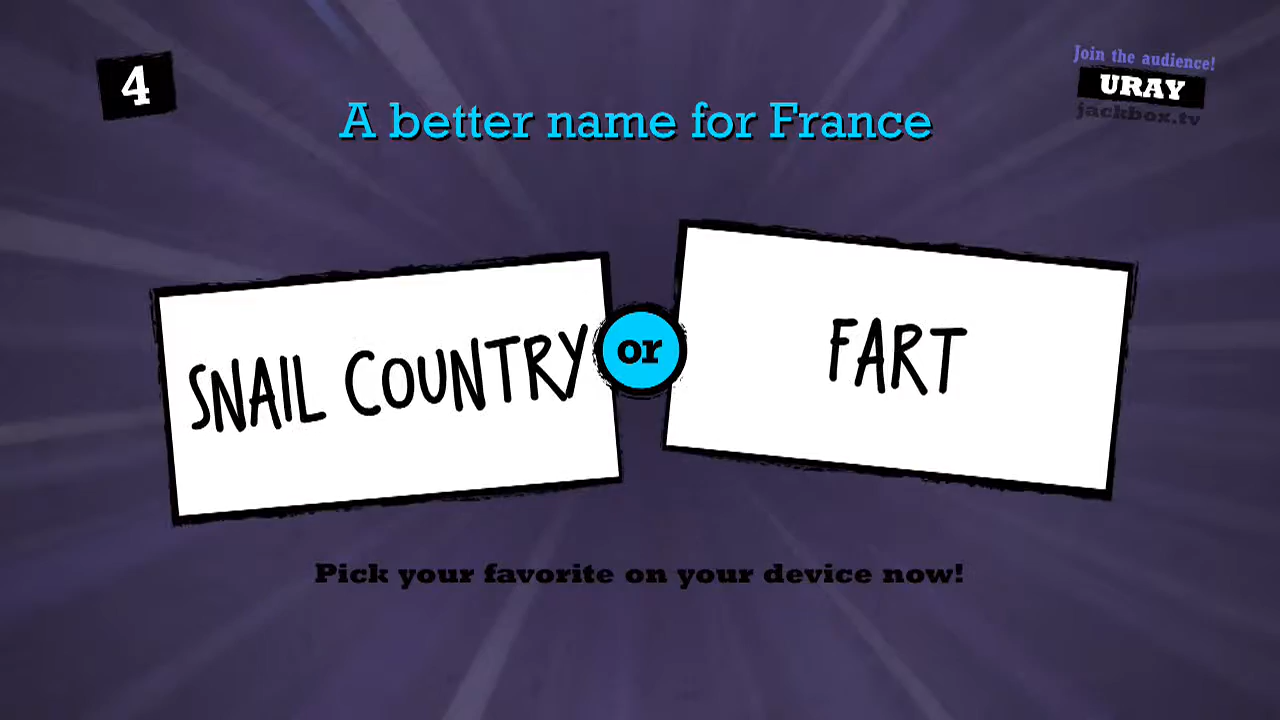 4
Join the audience!
URAY
jackbox.tv
A better name for France
SNAIL COUNTRY
or
FART
Pick your favorite on your device now!